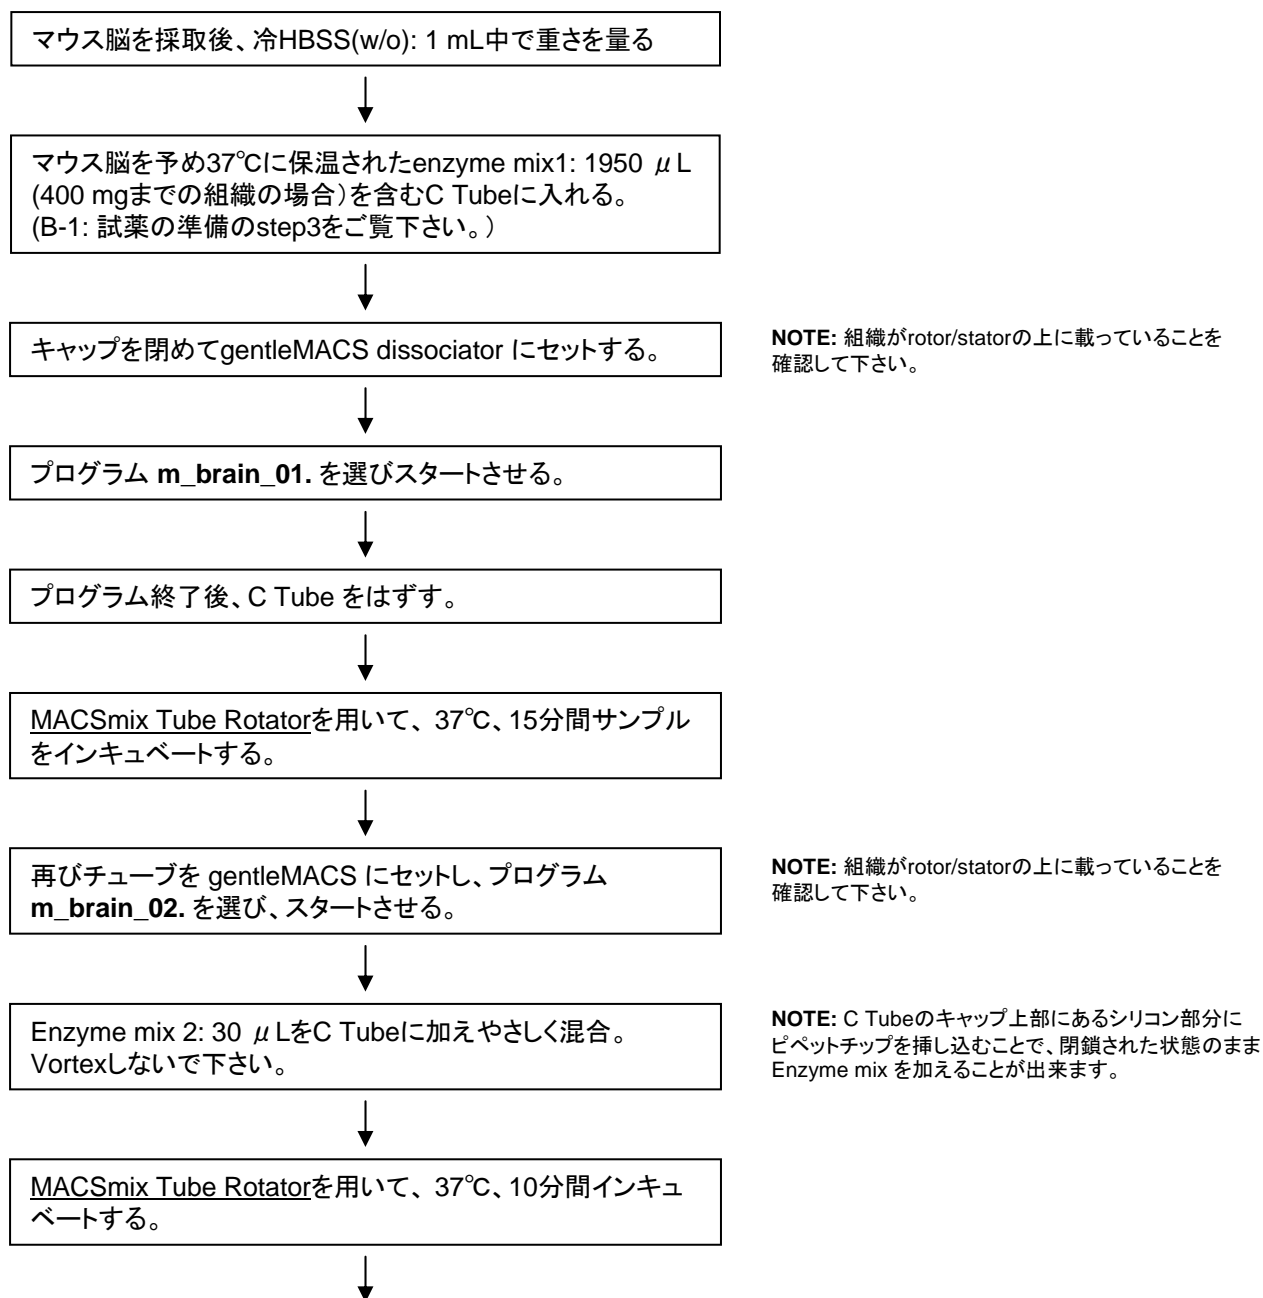 マウス脳を採取後、冷HBSS(w/o): 1 mL中で重さを量る
マウス脳を予め37℃に保温されたenzyme mix1: 1950 μL
(400 mgまでの組織の場合)を含むC Tubeに入れる。
(B-1: 試薬の準備のstep3をご覧下さい。)
キャップを閉めてgentleMACS dissociator にセットする。
NOTE: 組織がrotor/statorの上に載っていることを
確認して下さい。
プログラム m_brain_01. を選びスタートさせる。
プログラム終了後、C Tube をはずす。
MACSmix Tube Rotatorを用いて、37℃、15分間サンプル
をインキュベートする。
再びチューブを gentleMACS にセットし、プログラム
m_brain_02. を選び、スタートさせる。
NOTE: 組織がrotor/statorの上に載っていることを
確認して下さい。
Enzyme mix 2: 30 μLをC Tubeに加えやさしく混合。
Vortexしないで下さい。
NOTE: C Tubeのキャップ上部にあるシリコン部分に
ピペットチップを挿し込むことで、閉鎖された状態のまま
Enzyme mix を加えることが出来ます。
MACSmix Tube Rotatorを用いて、37℃、10分間インキュ
ベートする。